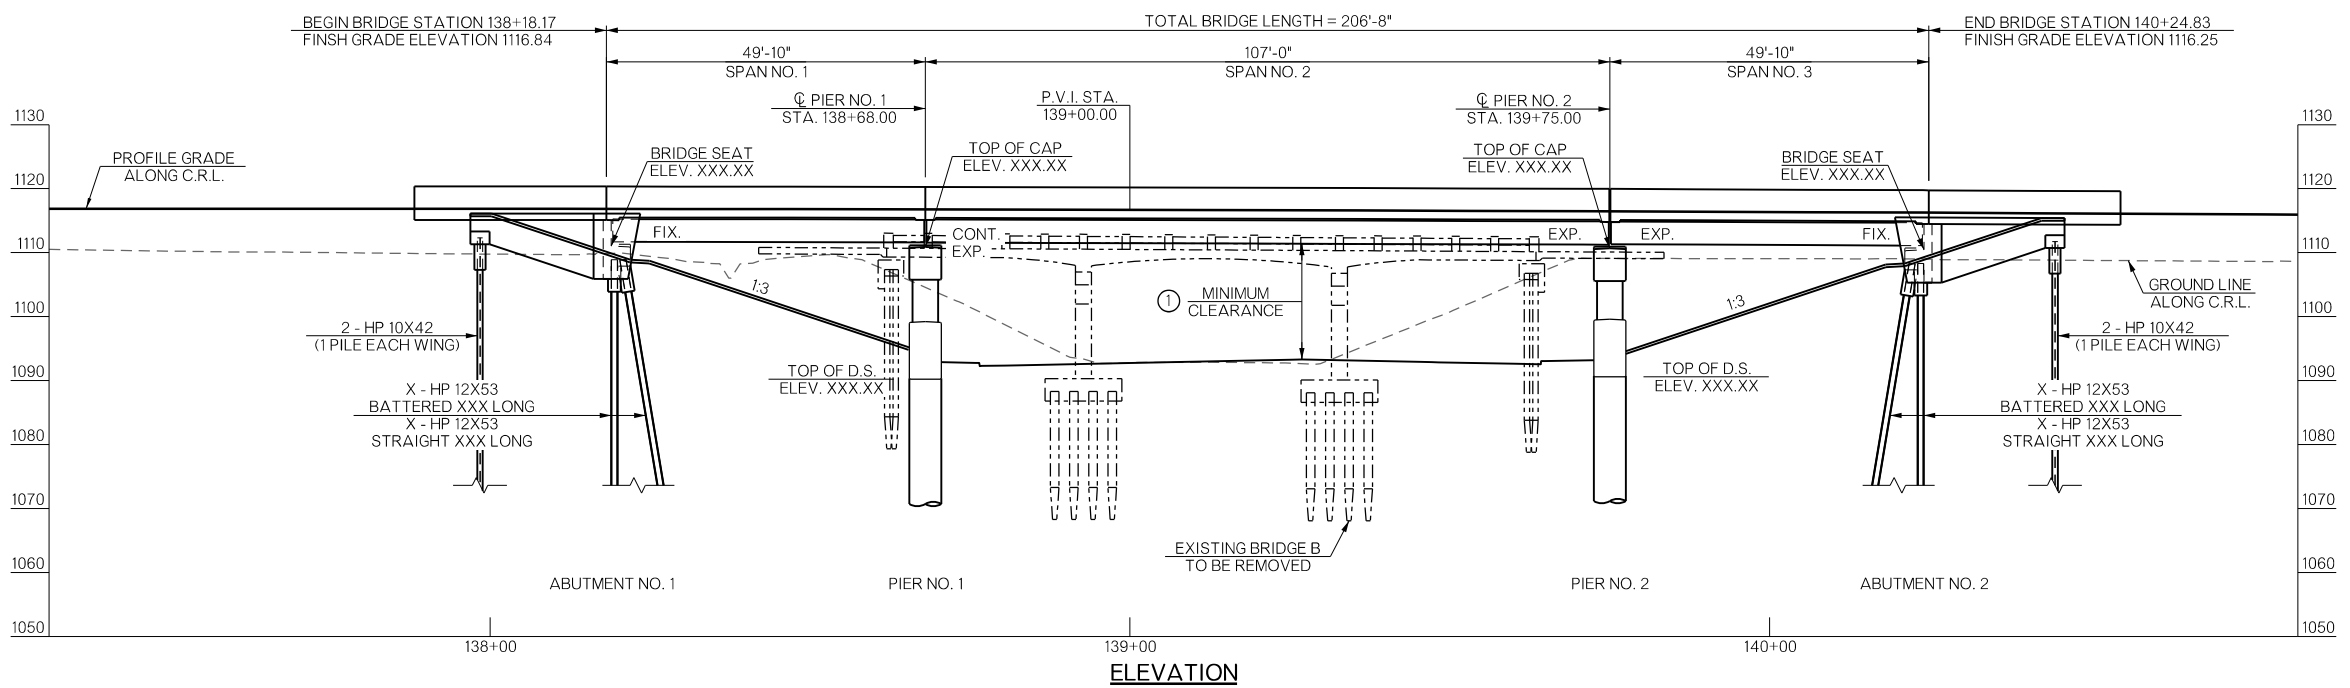 BEGIN BRIDGE STATION 138+18.17
FINSH GRADE ELEVATION 1116.84
TOTAL BRIDGE LENGTH = 206'-8"
END BRIDGE STATION 140+24.83
FINISH GRADE ELEVATION 1116.25
49'-10"
SPAN NO. 1
107'-0"
SPAN NO. 2
49'-10"
SPAN NO. 3
℄ PIER NO. 1
STA. 138+68.00
P.V.I. STA.
139+00.00
℄ PIER NO. 2
STA. 139+75.00
1130
1130
PROFILE GRADE
ALONG C.R.L.
BRIDGE SEAT
ELEV. XXX.XX
TOP OF CAP
ELEV. XXX.XX
TOP OF CAP
ELEV. XXX.XX
BRIDGE SEAT
ELEV. XXX.XX
1120
1120
FIX.
CONT.
EXP.
EXP.
EXP.
FIX.
1110
1110
1:3
1 MINIMUM
CLEARANCE
1:3
GROUND LINE
ALONG C.R.L.
1100
1100
2 - HP 10X42
(1 PILE EACH WING)
2 - HP 10X42
(1 PILE EACH WING)
TOP OF D.S.
ELEV. XXX.XX
TOP OF D.S.
ELEV. XXX.XX
1090
1090
X - HP 12X53
BATTERED XXX LONG
X - HP 12X53
STRAIGHT XXX LONG
X - HP 12X53
BATTERED XXX LONG
X - HP 12X53
STRAIGHT XXX LONG
1080
1080
1070
1070
EXISTING BRIDGE B
TO BE REMOVED
1060
1060
ABUTMENT NO. 1
PIER NO. 1
PIER NO. 2
ABUTMENT NO. 2
1050
1050
138+00
139+00
140+00
ELEVATION